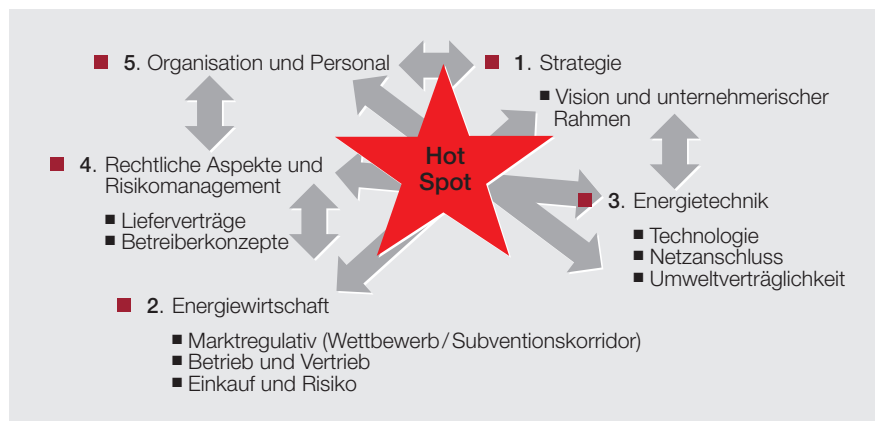 5. Organisation und Personal
1. Strategie
■ Vision und unternehmerischer
Rahmen
Hot
Spot
4. Rechtliche Aspekte und
Risikomanagement
■ Lieferverträge
■ Betreiberkonzepte
3. Energietechnik
■ Technologie
■ Netzanschluss
■ Umweltverträglichkeit
2. Energiewirtschaft
■ Marktregulativ (Wettbewerb/Subventionskorridor)
■ Betrieb und Vertrieb
■ Einkauf und Risiko